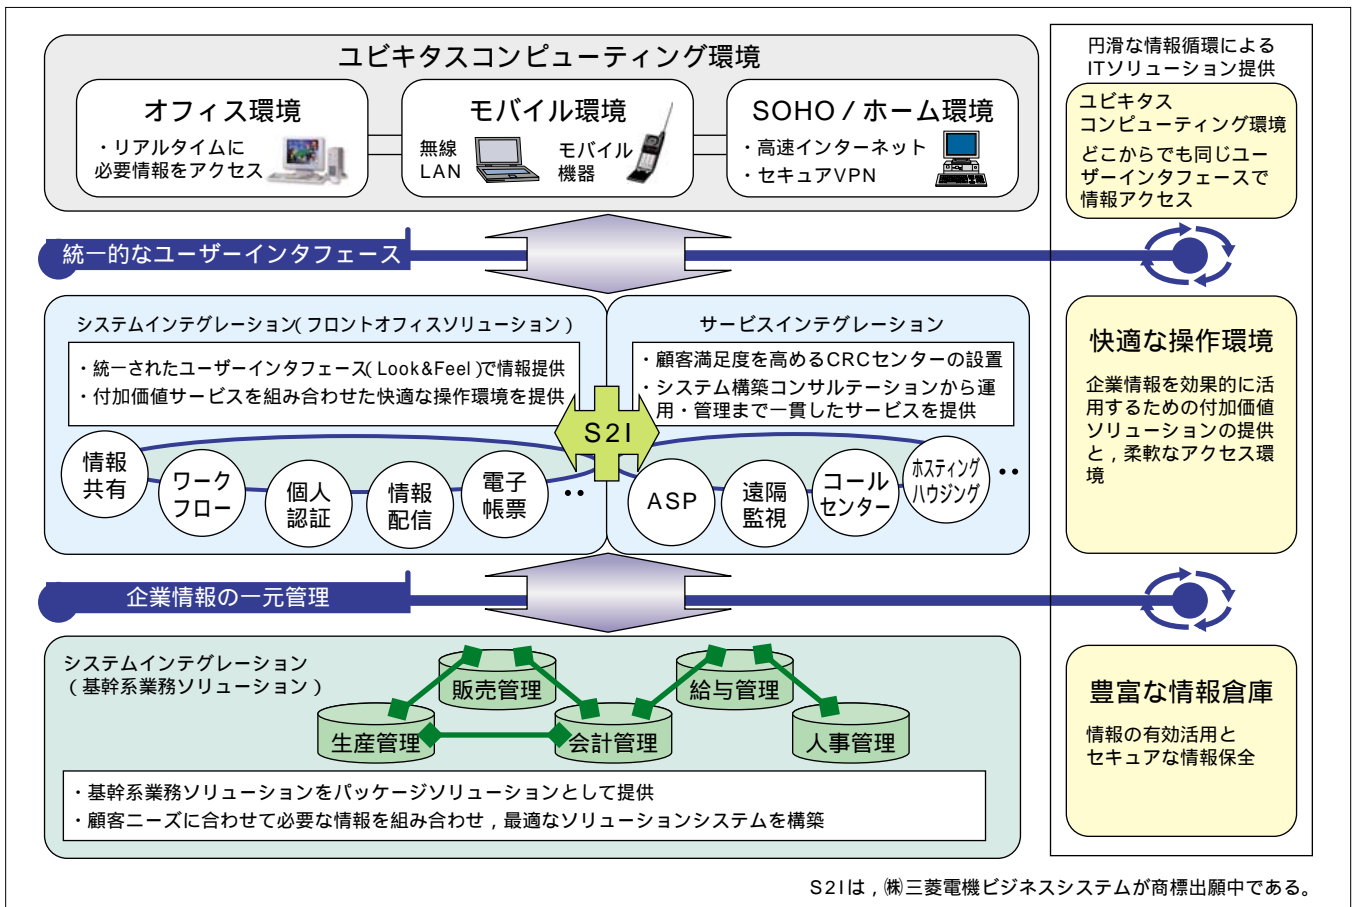 ユビキタスコンピューティング環境
オフィス環境
・リアルタイムに
必要情報をアクセス
モバイル環境
無線
LAN
モバイル
機器
SOHO/ホーム環境
・高速インターネット
・セキュアVPN
円滑な情報循環による
ITソリューション提供
ユビキタス
コンピューティング環境
どこからでも同じユー
ザーインタフェースで
情報アクセス
統一的なユーザーインタフェース
システムインテグレーション(フロントオフィスソリューション)
・統一されたユーザーインタフェース(Look&Feel)で情報提供
・付加価値サービスを組み合わせた快適な操作環境を提供
サービスインテグレーション
・顧客満足度を高めるCRCセンターの設置
・システム構築コンサルテーションから運
用・管理まで一貫したサービスを提供
S2I
情報
共有
ワーク
フロー
個人
認証
情報
配信
電子
帳票
・・
ASP
遠隔
監視
コール
センター
ホスティング
ハウジング
・・
快適な操作環境
企業情報を効果的に活
用するための付加価値
ソリューションの提供
と,柔軟なアクセス環
境
企業情報の一元管理
システムインテグレーション
(基幹系業務ソリューション)
販売管理
給与管理
生産管理
会計管理
人事管理
・基幹系業務ソリューションをパッケージソリューションとして提供
・顧客ニーズに合わせて必要な情報を組み合わせ,最適なソリューションシステムを構築
豊富な情報倉庫
情報の有効活用と
セキュアな情報保全
S2Iは,㈱三菱電機ビジネスシステムが商標出願中である。